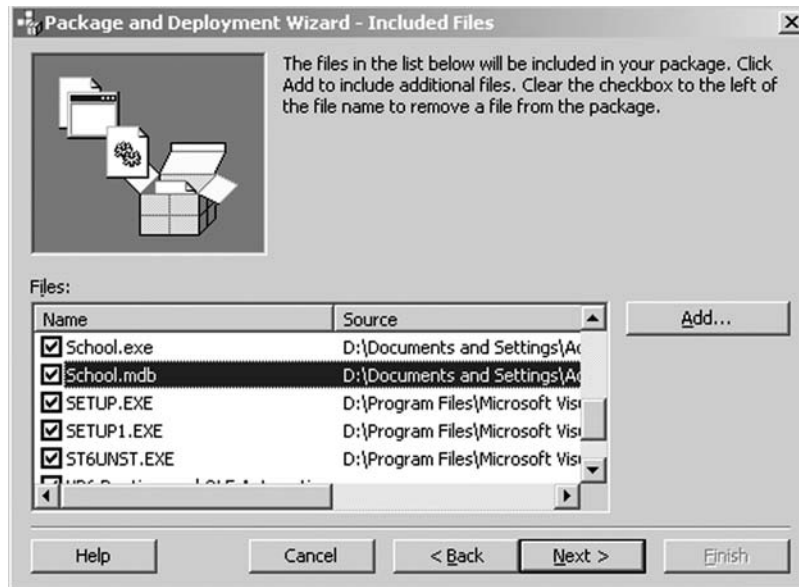 Package and Deployment Wizard - Included Files
The files in the list below will be included in your package. Click
Add to include additional files. Clear the checkbox to the left of
the file name to remove a file from the package.
Files:
Name Source
Add...
School.exe D:\Documents and Settings\Ac
School.mdb D:\Documents and Settings\Ac
SETUP.EXE D:\Program Files\Microsoft Vis
SETUP1.EXE D:\Program Files\Microsoft Vis
ST6UNST.EXE D:\Program Files\Microsoft Vis
Help Cancel < Back Next > Finish